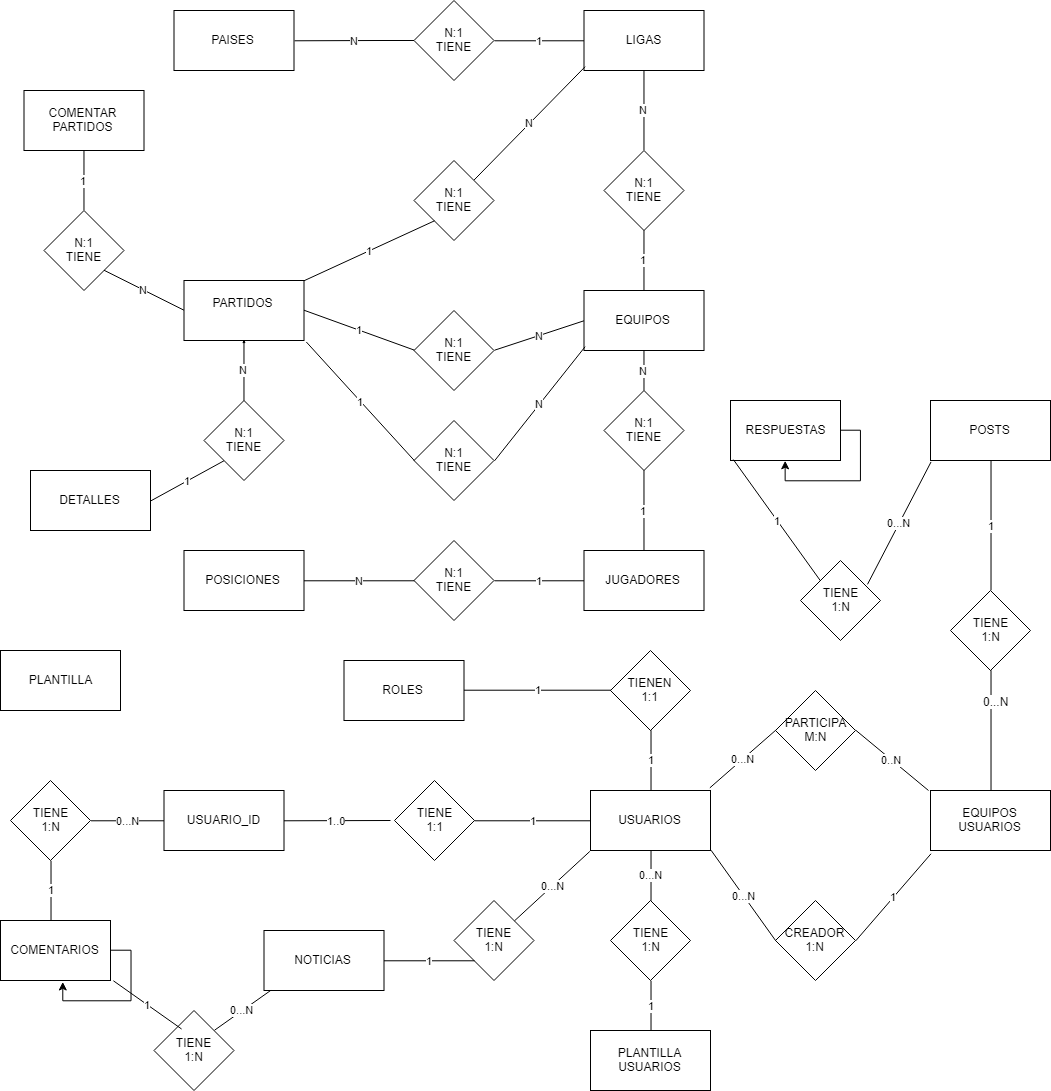 PAISES
N
N:1
TIENE
1
LIGAS
COMENTAR
PARTIDOS
N
N
1
N:1
TIENE
N:1
TIENE
N:1
TIENE
1
1
N
PARTIDOS
EQUIPOS
1
N:1
TIENE
N
N
N
1
N
N:1
TIENE
N:1
TIENE
N:1
TIENE
RESPUESTAS
POSTS
DETALLES
1
1
1
0...N
1
POSICIONES
N
N:1
TIENE
1
JUGADORES
TIENE
1:N
TIENE
1:N
PLANTILLA
ROLES
1
TIENEN
1:1
0...N
PARTICIPA
M:N
1
0...N
0..N
TIENE
1:N
0...N
USUARIO_ID
1..0
TIENE
1:1
1
USUARIOS
EQUIPOS
USUARIOS
1
0...N
0...N
0...N
1
COMENTARIOS
NOTICIAS
1
TIENE
1:N
TIENE
1:N
CREADOR
1:N
1
0...N
1
TIENE
1:N
PLANTILLA
USUARIOS